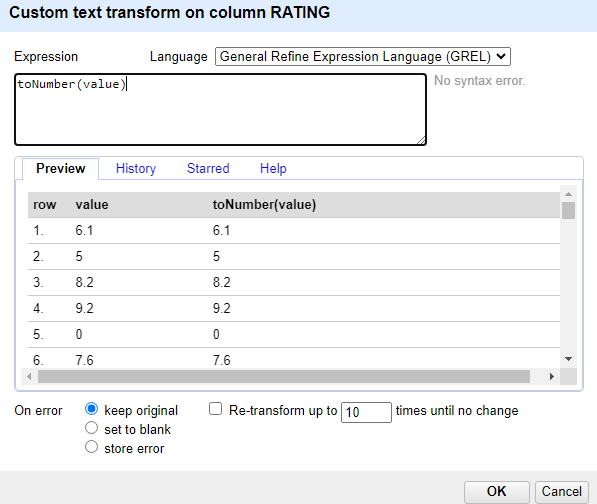 Custom text transform on column RATING
Expression Language General Refine Expression Language (GREL)
toNumber(value) No syntax error.
Preview History Starred Help
row value toNumber(value)
1. 6.1 6.1
2. 5 5
3. 8.2 8.2
4. 9.2 9.2
5. 0 0
6. 7.6 7.6
On error keep original Re-transform up to 10 times until no change
set to blank
store error
OK Cancel